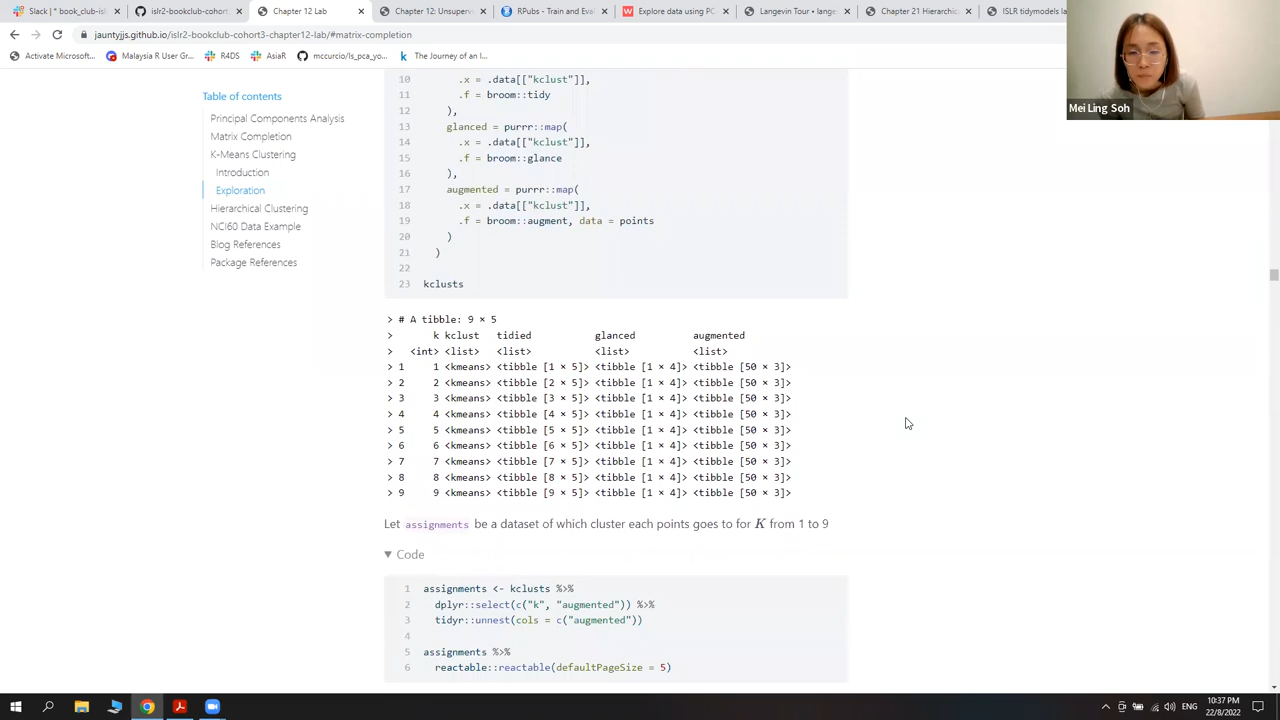 Slack | book_club-isl
islr2-bookclub-cohort
Chapter 12 Lab
Chapter 12: Unsuperv
RPubs - Train and Eval
Explore data using PC
Langevin Tour • lange
Chapter 21 Hierarchic
ISLR tidymodels la
jauntyjjs.github.io/islr2-bookclub-cohort3-chapter12-lab/#matrix-completion
Activate Microsoft...
Malaysia R User Gr...
R4DS
AsiaR
mccurcio/ls_pca_yo...
The Journey of an I...
Mei Ling Soh
Table of contents
Principal Components Analysis
Matrix Completion
K-Means Clustering
Introduction
Exploration
Hierarchical Clustering
NCI60 Data Example
Blog References
Package References
10 .x = .data[["kclust"]],
11 .f = broom::tidy
12 ),
13 glanced = purrr::map(
14 .x = .data[["kclust"]],
15 .f = broom::glance
16 ),
17 augmented = purrr::map(
18 .x = .data[["kclust"]],
19 .f = broom::augment, data = points
20 )
21 )
22
23 kclusts
> # A tibble: 9 × 5
> k kclust tidied glanced augmented
> <int> <list> <list> <list> <list>
> 1 1 <kmeans> <tibble [1 × 5]> <tibble [1 × 4]> <tibble [50 × 3]>
> 2 2 <kmeans> <tibble [2 × 5]> <tibble [1 × 4]> <tibble [50 × 3]>
> 3 3 <kmeans> <tibble [3 × 5]> <tibble [1 × 4]> <tibble [50 × 3]>
> 4 4 <kmeans> <tibble [4 × 5]> <tibble [1 × 4]> <tibble [50 × 3]>
> 5 5 <kmeans> <tibble [5 × 5]> <tibble [1 × 4]> <tibble [50 × 3]>
> 6 6 <kmeans> <tibble [6 × 5]> <tibble [1 × 4]> <tibble [50 × 3]>
> 7 7 <kmeans> <tibble [7 × 5]> <tibble [1 × 4]> <tibble [50 × 3]>
> 8 8 <kmeans> <tibble [8 × 5]> <tibble [1 × 4]> <tibble [50 × 3]>
> 9 9 <kmeans> <tibble [9 × 5]> <tibble [1 × 4]> <tibble [50 × 3]>
Let assignments be a dataset of which cluster each points goes to for K from 1 to 9
▼ Code
1 assignments <- kclusts %>%
2 dplyr::select(c("k", "augmented")) %>%
3 tidyr::unnest(cols = c("augmented"))
4
5 assignments %>%
6 reactable::reactable(defaultPageSize = 5)
ENG
10:37 PM
22/8/2022